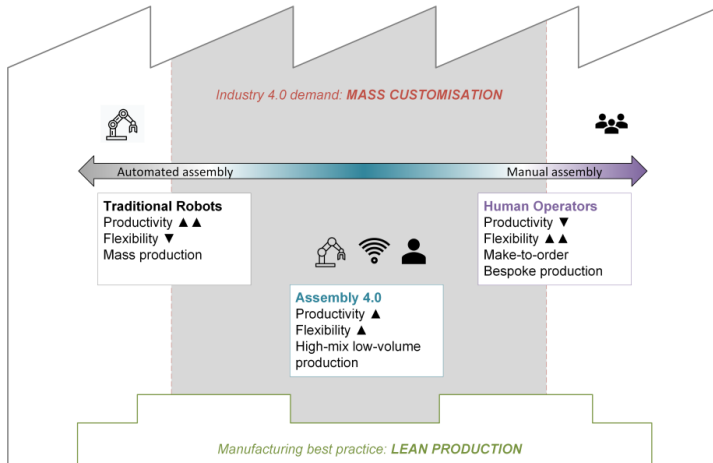 Industry 4.0 demand: MASS CUSTOMISATION
Automated assembly
Manual assembly
Traditional Robots
Productivity ▲▲
Flexibility ▼
Mass production
Human Operators
Productivity ▼
Flexibility ▲▲
Make-to-order
Bespoke production
Assembly 4.0
Productivity ▲
Flexibility ▲
High-mix low-volume
production
Manufacturing best practice: LEAN PRODUCTION